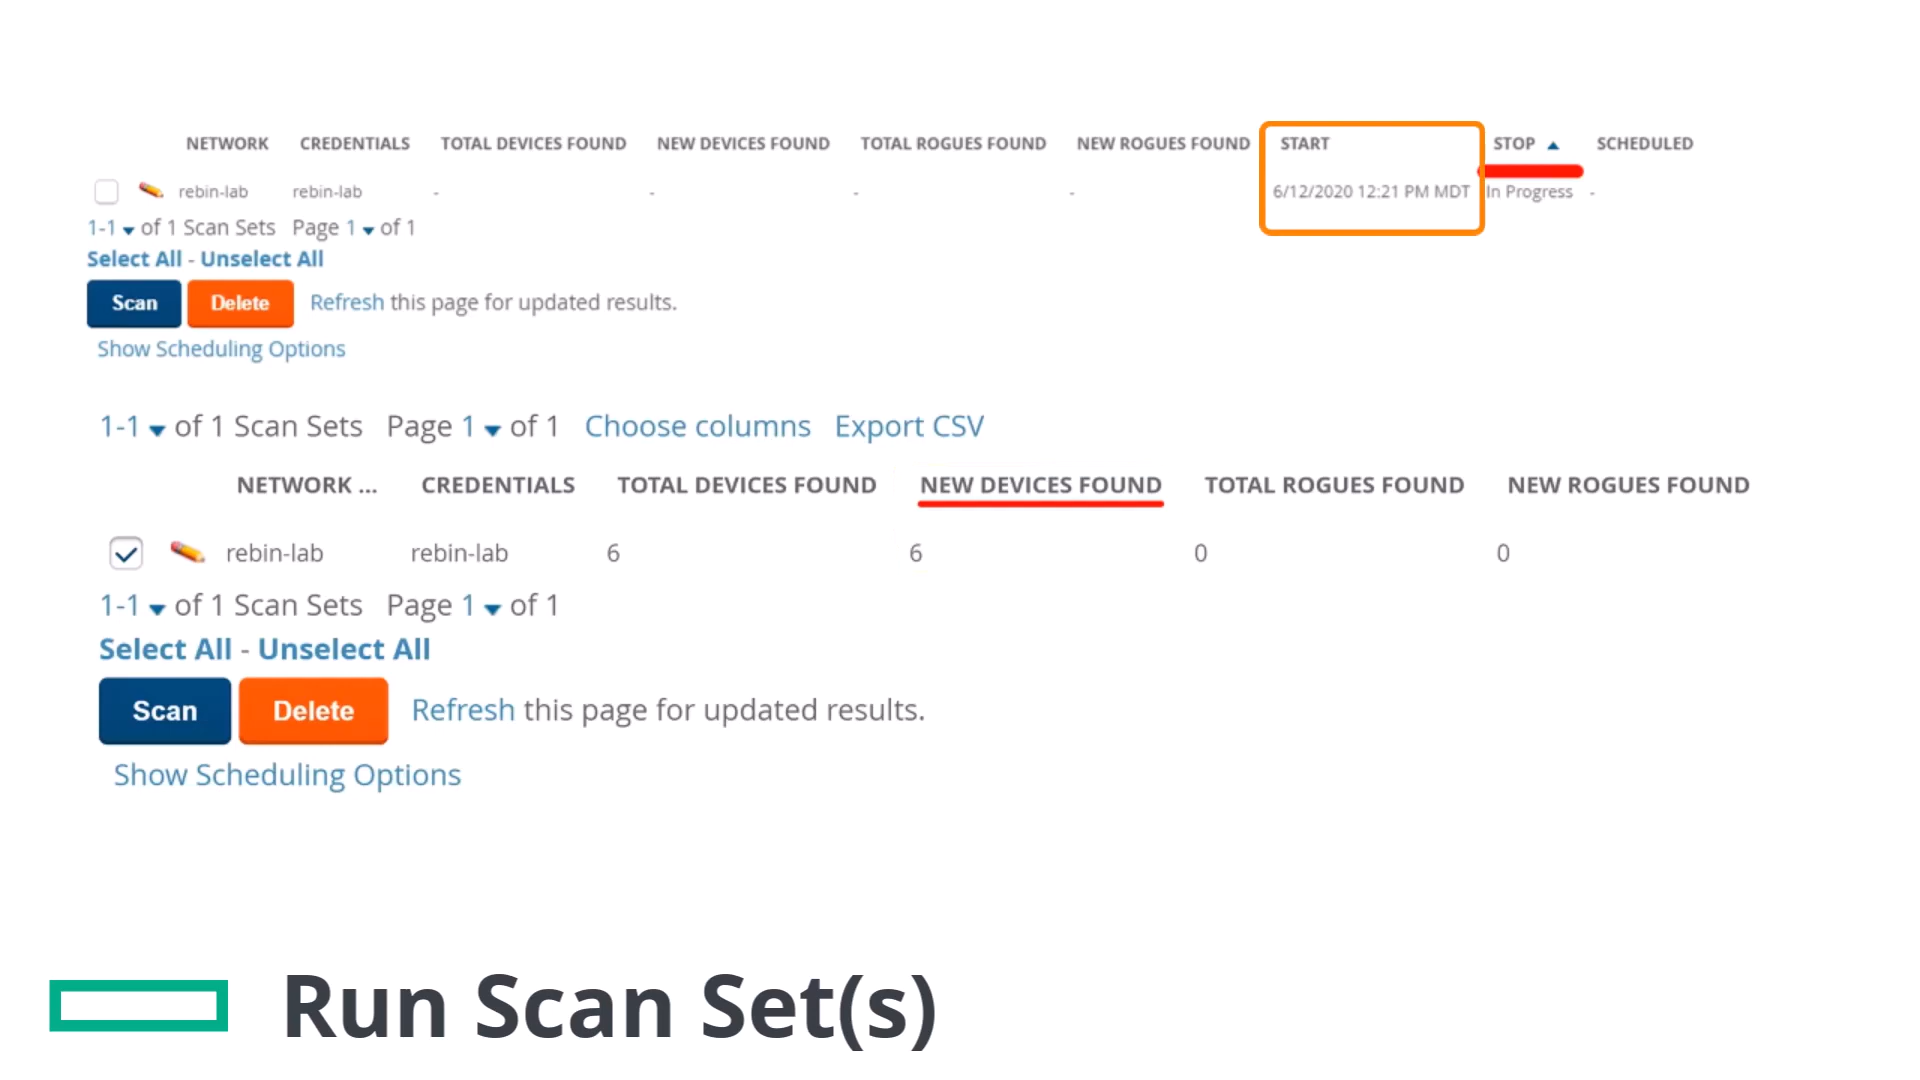 NETWORK CREDENTIALS TOTAL DEVICES FOUND NEW DEVICES FOUND TOTAL ROGUES FOUND NEW ROGUES FOUND START STOP SCHEDULED
rebin-lab rebin-lab - - - - 6/12/2020 12:21 PM MDT In Progress -
1-1 of 1 Scan Sets Page 1 of 1
Select All - Unselect All
Scan Delete Refresh this page for updated results.
Show Scheduling Options
1-1 of 1 Scan Sets Page 1 of 1 Choose columns Export CSV
NETWORK ... CREDENTIALS TOTAL DEVICES FOUND NEW DEVICES FOUND TOTAL ROGUES FOUND NEW ROGUES FOUND
rebin-lab rebin-lab 6 6 0 0
1-1 of 1 Scan Sets Page 1 of 1
Select All - Unselect All
Scan Delete Refresh this page for updated results.
Show Scheduling Options
Run Scan Set(s)